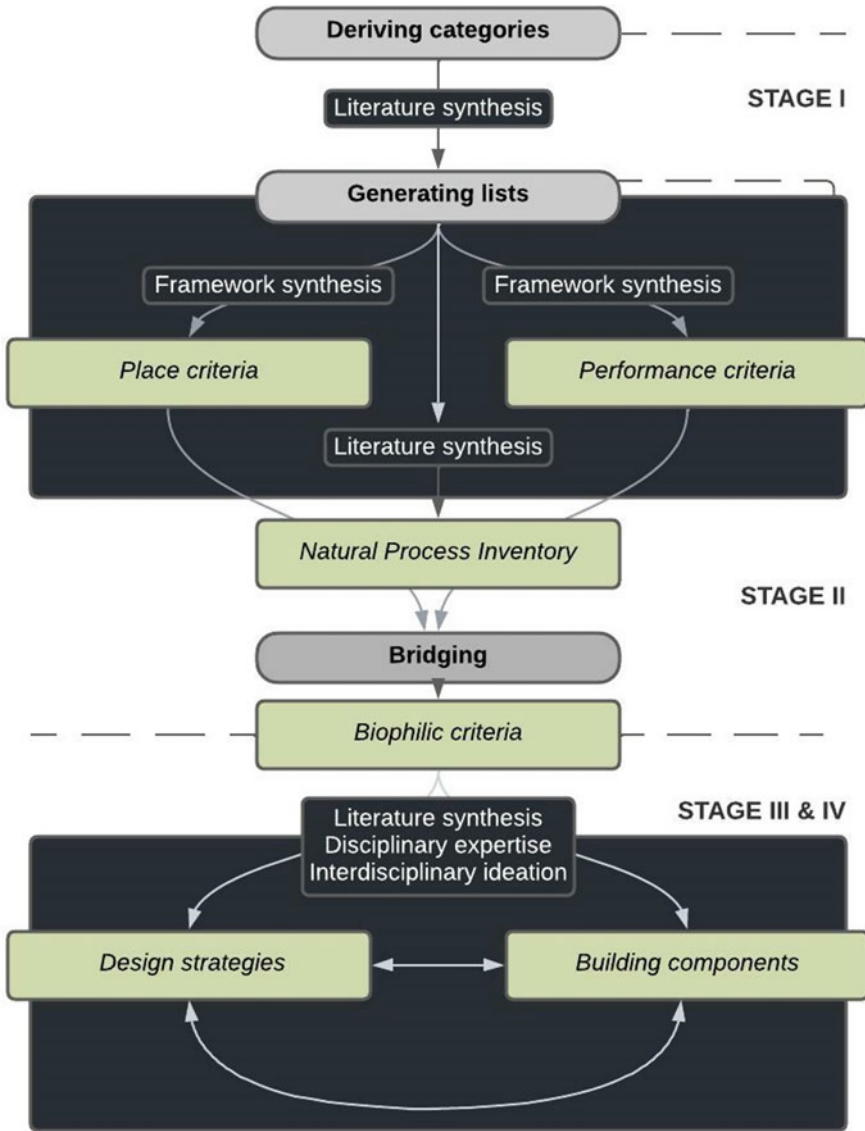 Deriving categories
STAGE I
Literature synthesis
Generating lists
Framework synthesis
Framework synthesis
Place criteria
Performance criteria
Literature synthesis
Natural Process Inventory
STAGE II
Bridging
Biophilic criteria
STAGE III & IV
Literature synthesis
Disciplinary expertise
Interdisciplinary ideation
Design strategies
Building components